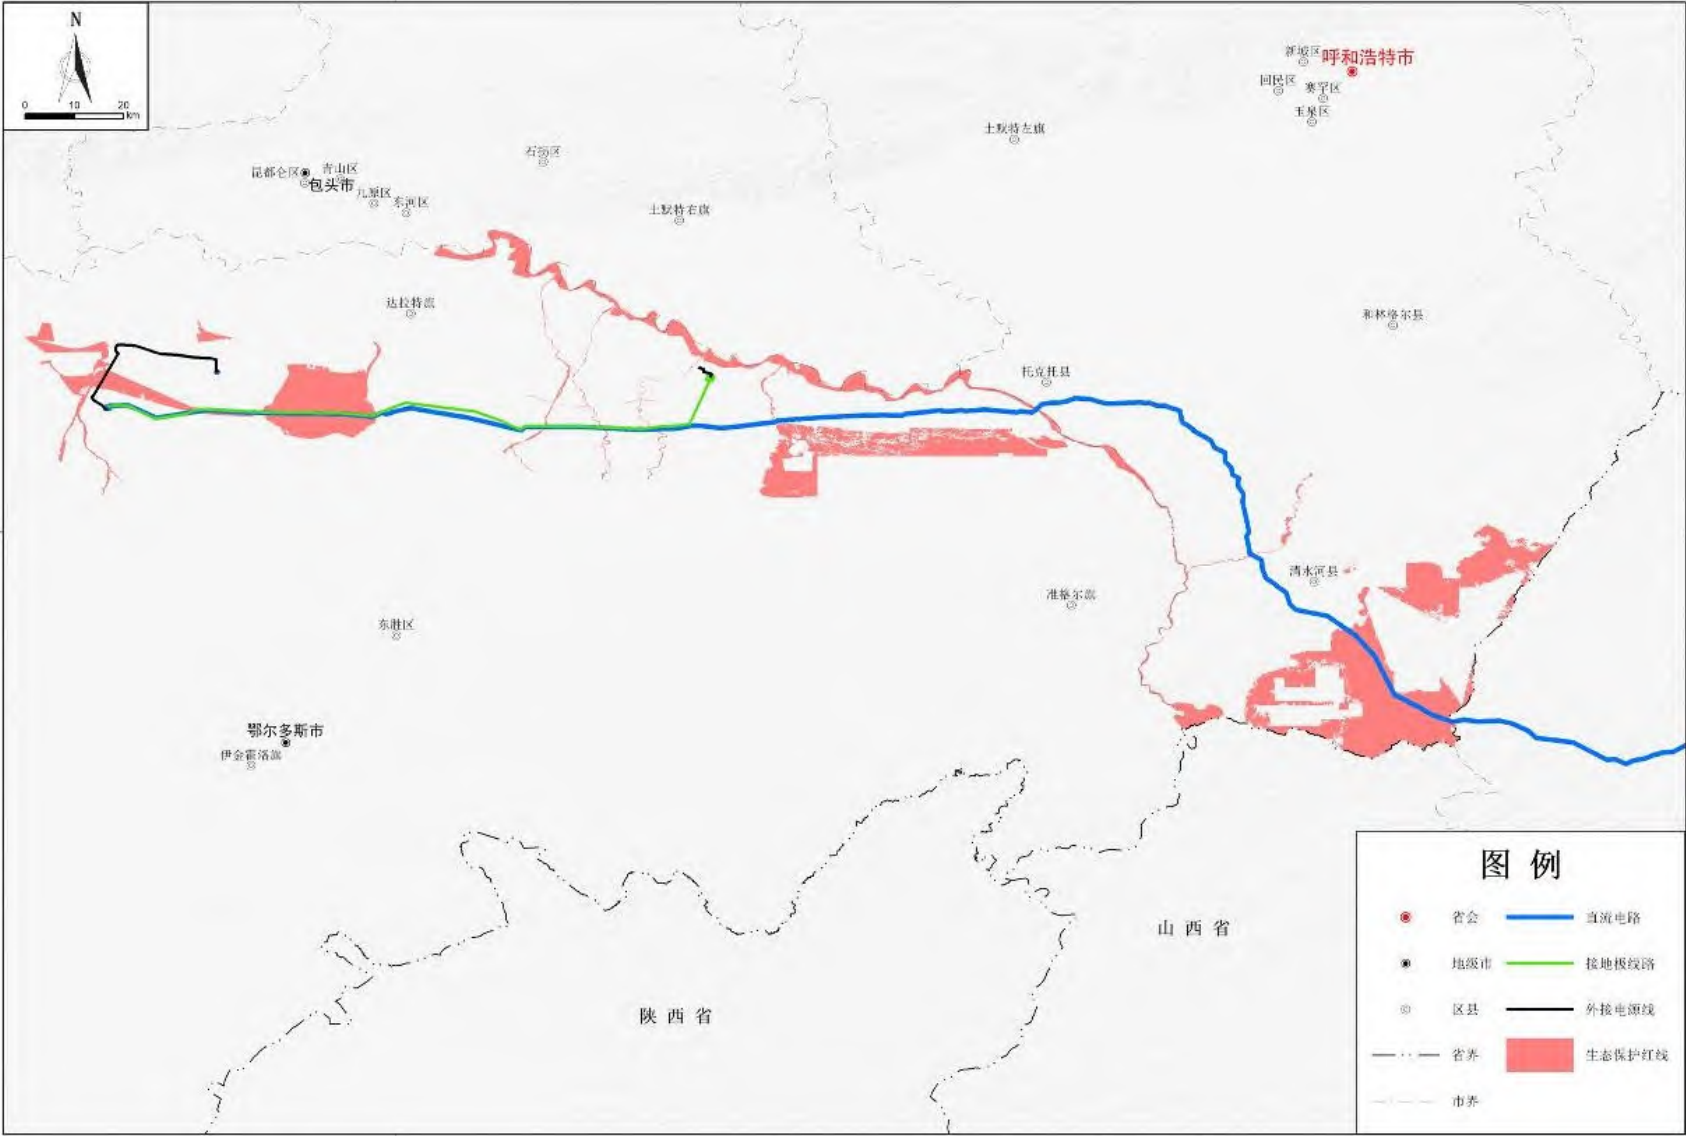 N
0 10 20
km
新城区
呼和浩特市
回民区
赛罕区
玉泉区
土默特左旗
石拐区
昆都仑区
青山区
包头市
九原区
东河区
土默特右旗
达拉特旗
和林格尔县
托克托县
清水河县
准格尔旗
东胜区
鄂尔多斯市
伊金霍洛旗
山西省
陕西省
图例
省会 直流电路
地级市 接地极线路
区县 外接电源线
省界 生态保护红线
市界